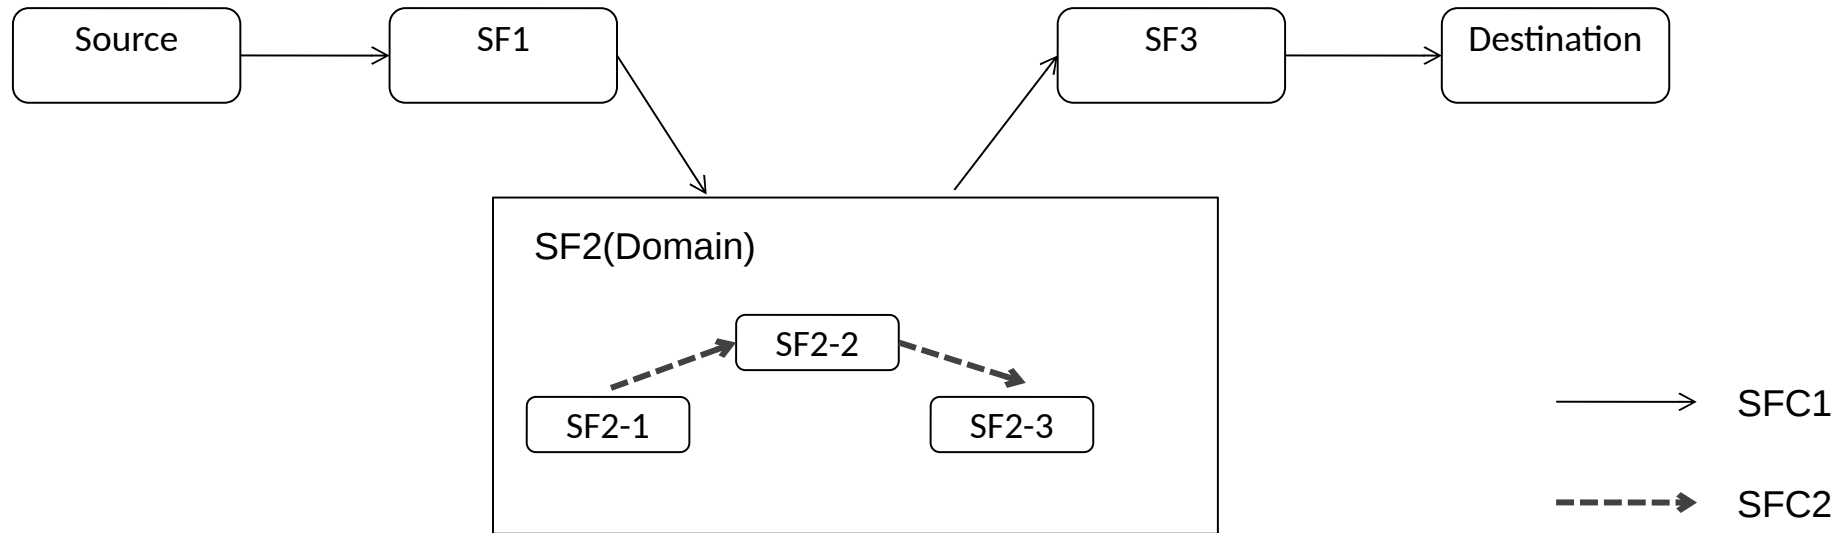 Source
SF1
SF3
Destination
SF2(Domain)
SF2-2
SF2-1
SF2-3
SFC1
SFC2